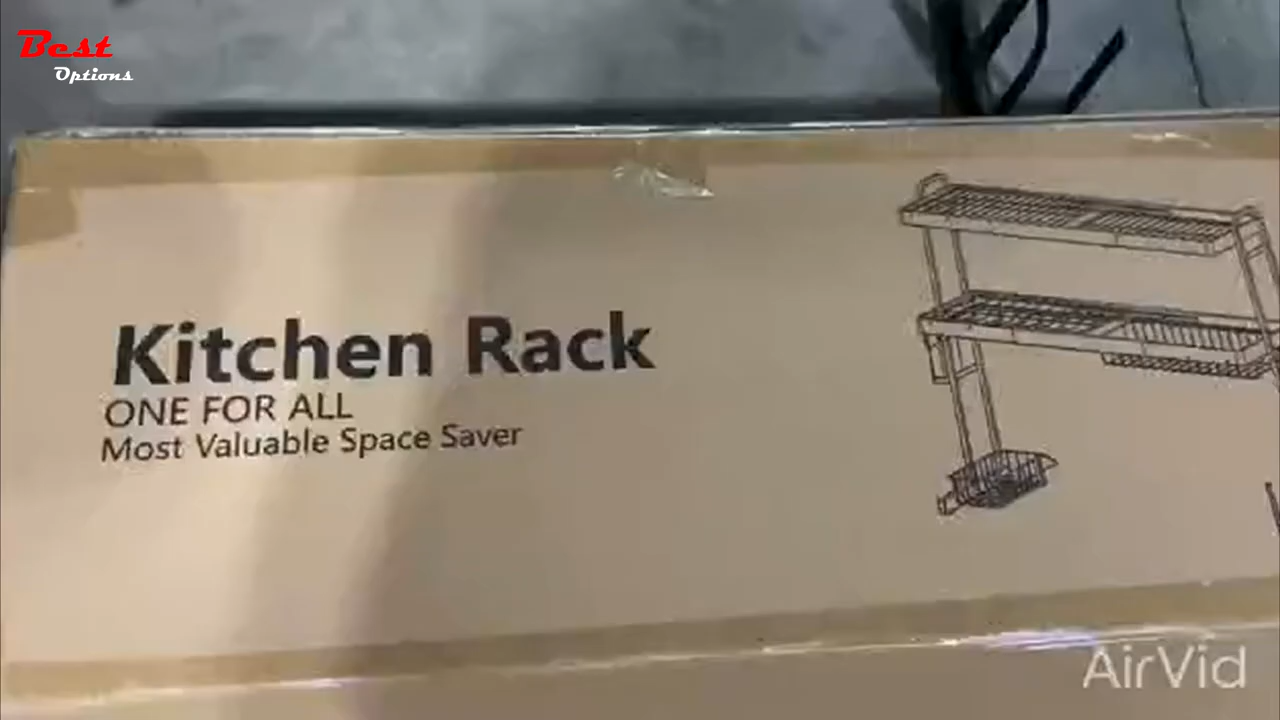 Best
Options
Kitchen Rack
ONE FOR ALL
Most Valuable Space Saver
AirVid